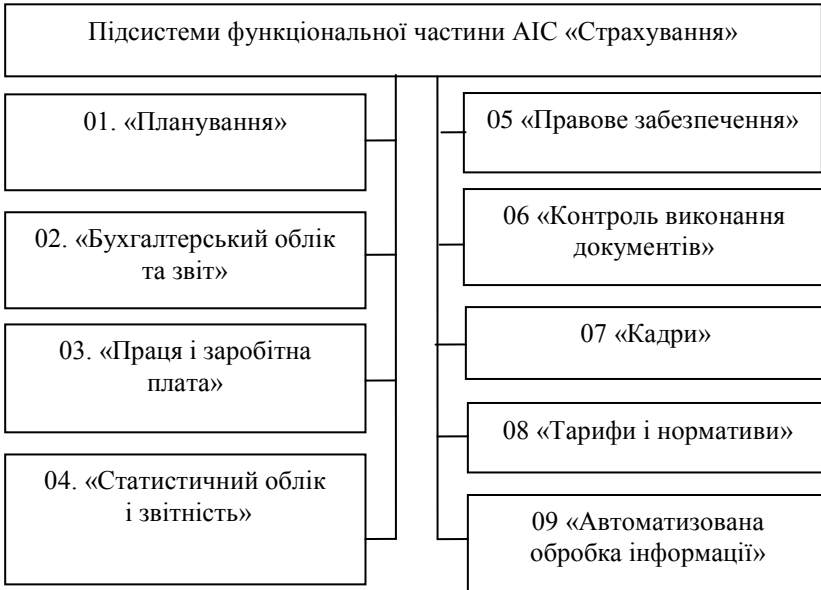 Підсистеми функціональної частини АІС «Страхування»
01. «Планування»
02. «Бухгалтерський облік
та звіт»
03. «Праця і заробітна
плата»
04. «Статистичний облік
і звітність»
05 «Правове забезпечення»
06 «Контроль виконання
документів»
07 «Кадри»
08 «Тарифи і нормативи»
09 «Автоматизована
обробка інформації»